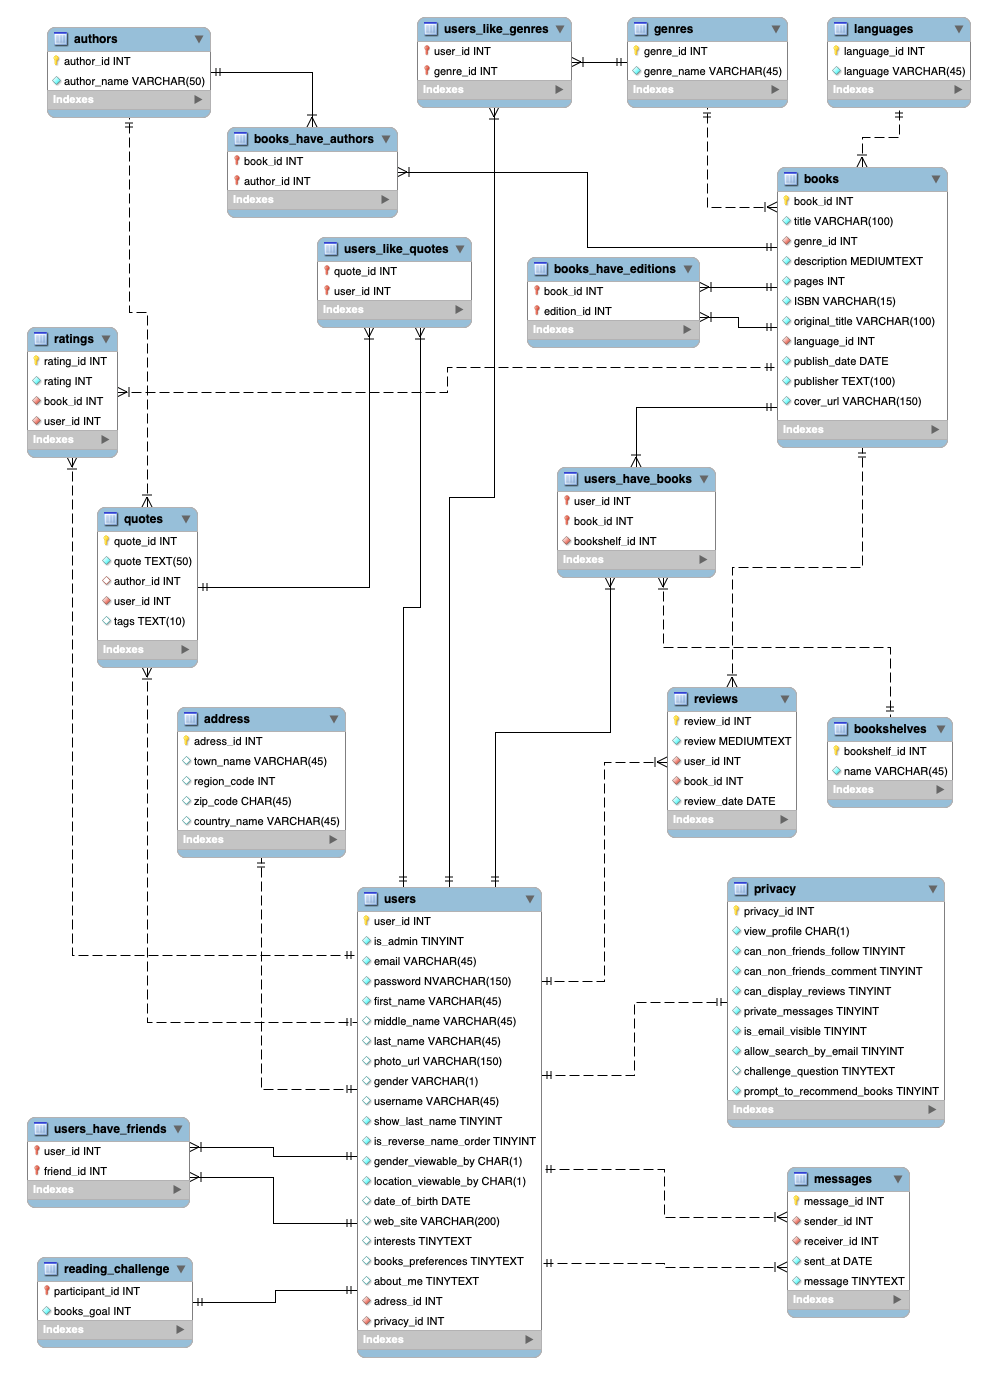 authors
author_id INT
author_name VARCHAR(50)
Indexes
users_like_genres
user_id INT
genre_id INT
Indexes
genres
genre_id INT
genre_name VARCHAR(45)
Indexes
languages
language_id INT
language VARCHAR(45)
Indexes
books_have_authors
book_id INT
author_id INT
Indexes
books
book_id INT
title VARCHAR(100)
genre_id INT
description MEDIUMTEXT
pages INT
ISBN VARCHAR(15)
original_title VARCHAR(100)
language_id INT
publish_date DATE
publisher TEXT(100)
cover_url VARCHAR(150)
Indexes
users_like_quotes
quote_id INT
user_id INT
Indexes
books_have_editions
book_id INT
edition_id INT
Indexes
ratings
rating_id INT
rating INT
book_id INT
user_id INT
Indexes
users_have_books
user_id INT
book_id INT
bookshelf_id INT
Indexes
quotes
quote_id INT
quote TEXT(50)
author_id INT
user_id INT
tags TEXT(10)
Indexes
address
adress_id INT
town_name VARCHAR(45)
region_code INT
zip_code CHAR(45)
country_name VARCHAR(45)
Indexes
reviews
review_id INT
review MEDIUMTEXT
user_id INT
book_id INT
review_date DATE
Indexes
bookshelves
bookshelf_id INT
name VARCHAR(45)
Indexes
users
user_id INT
is_admin TINYINT
email VARCHAR(45)
password NVARCHAR(150)
first_name VARCHAR(45)
middle_name VARCHAR(45)
last_name VARCHAR(45)
photo_url VARCHAR(150)
gender VARCHAR(1)
username VARCHAR(45)
show_last_name TINYINT
is_reverse_name_order TINYINT
gender_viewable_by CHAR(1)
location_viewable_by CHAR(1)
date_of_birth DATE
web_site VARCHAR(200)
interests TINYTEXT
books_preferences TINYTEXT
about_me TINYTEXT
adress_id INT
privacy_id INT
Indexes
privacy
privacy_id INT
view_profile CHAR(1)
can_non_friends_follow TINYINT
can_non_friends_comment TINYINT
can_display_reviews TINYINT
private_messages TINYINT
is_email_visible TINYINT
allow_search_by_email TINYINT
challenge_question TINYTEXT
prompt_to_recommend_books TINYINT
Indexes
users_have_friends
user_id INT
friend_id INT
Indexes
messages
message_id INT
sender_id INT
receiver_id INT
sent_at DATE
message TINYTEXT
Indexes
reading_challenge
participant_id INT
books_goal INT
Indexes